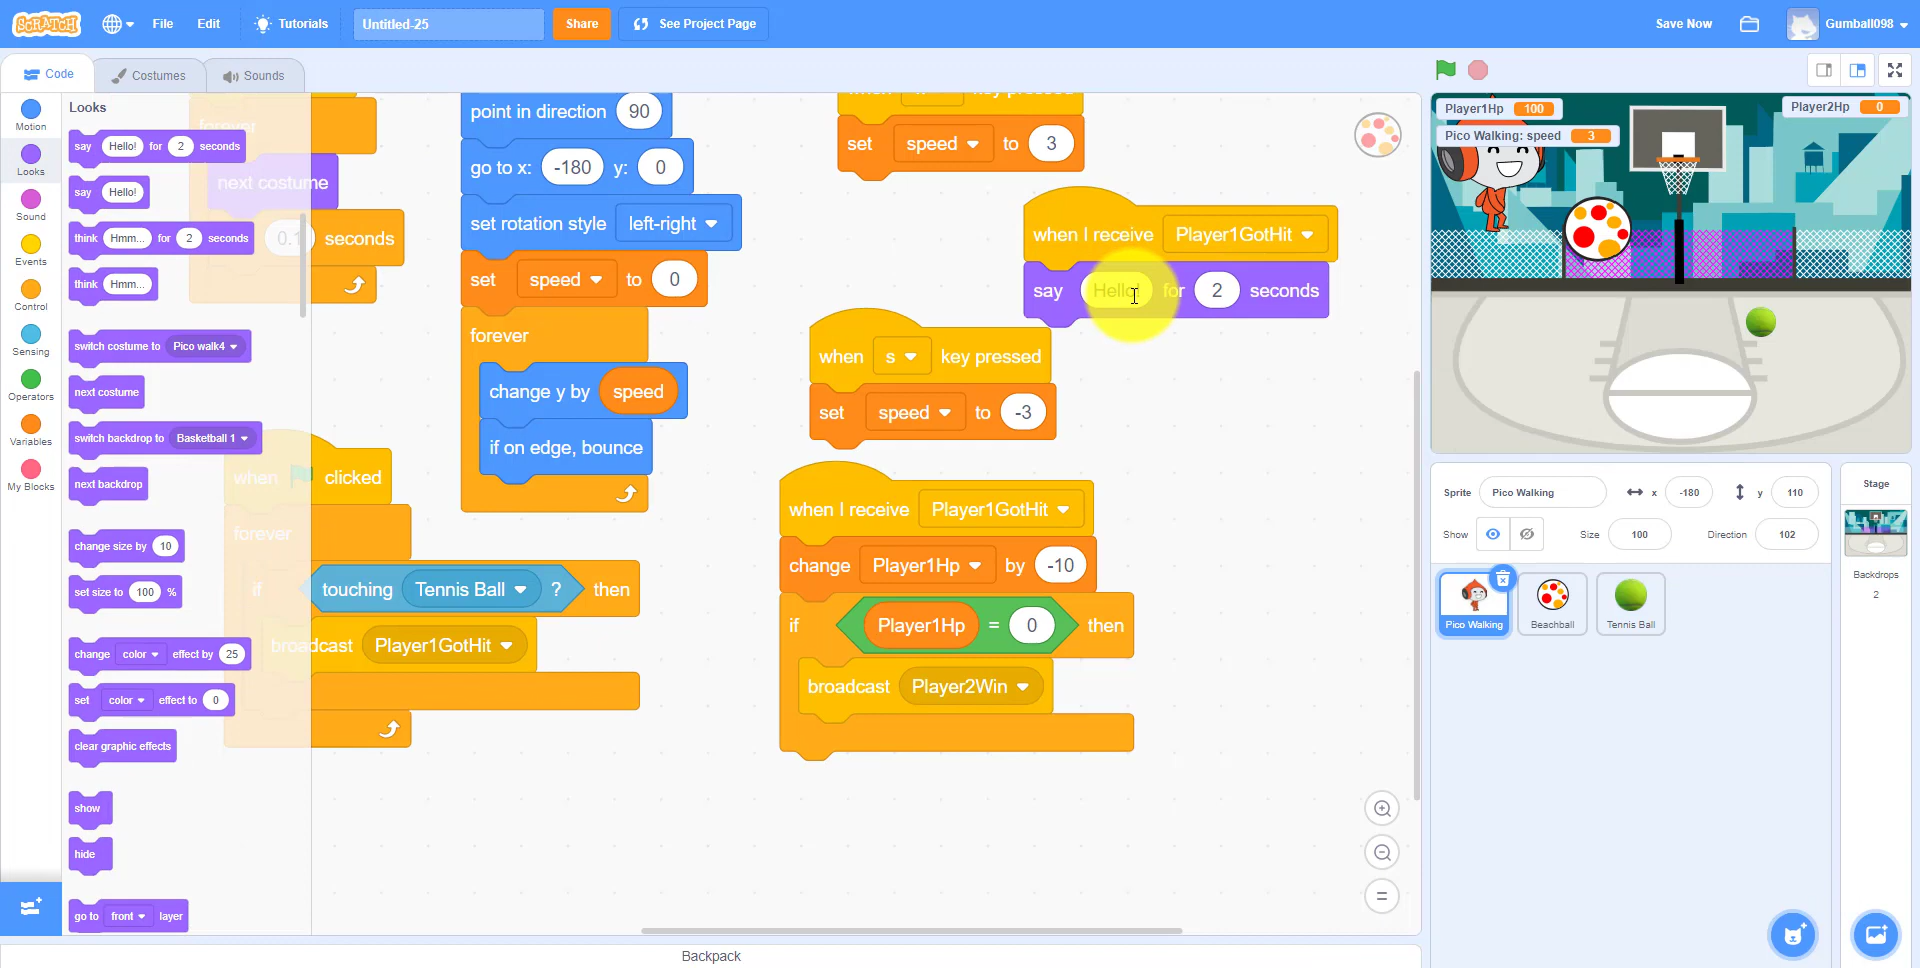 SCRATCH
File
Edit
Tutorials
Untitled-25
Share
See Project Page
Save Now
Gumball098
Code
Costumes
Sounds
Motion
Looks
Sound
Events
Control
Sensing
Operators
Variables
My Blocks
Looks
say Hello! for 2 seconds
say Hello!
think Hmm... for 2 seconds
think Hmm...
switch costume to Pico walk4
next costume
switch backdrop to Basketball 1
next backdrop
change size by 10
set size to 100 %
change color effect by 25
set color effect to 0
clear graphic effects
show
hide
go to front layer
forever
next costume
0.1 seconds
when clicked
forever
if touching Tennis Ball ? then
broadcast Player1GotHit
point in direction 90
go to x: -180 y: 0
set rotation style left-right
set speed to 0
forever
change y by speed
if on edge, bounce
key pressed
set speed to 3
when I receive Player1GotHit
say Hello! for 2 seconds
when s key pressed
set speed to -3
when I receive Player1GotHit
change Player1Hp by -10
if Player1Hp = 0 then
broadcast Player2Win
Player1Hp 100
Player2Hp 0
Pico Walking: speed 3
Sprite Pico Walking x -180 y 110
Show Size 100 Direction 102
Pico Walking
Beachball
Tennis Ball
Stage
Backdrops
2
Backpack